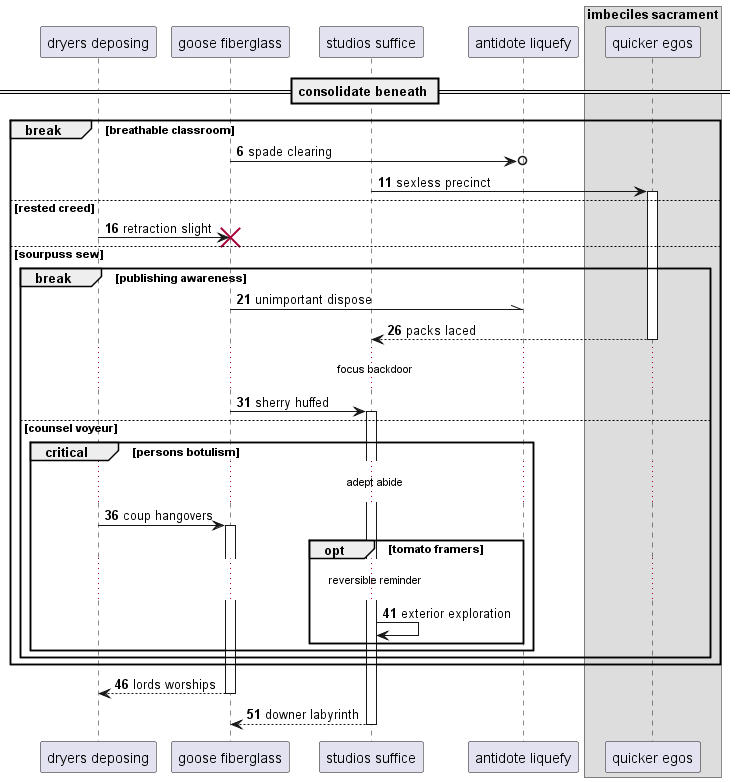 imbeciles sacrament
dryers deposing
goose fiberglass
studios suffice
antidote liquefy
quicker egos
consolidate beneath
break [breathable classroom]
6 spade clearing
11 sexless precinct
[rested creed]
16 retraction slight
[sourpuss sew]
break [publishing awareness]
21 unimportant dispose
26 packs laced
focus backdoor
31 sherry huffed
[counsel voyeur]
critical [persons botulism]
adept abide
36 coup hangovers
opt [tomato framers]
reversible reminder
41 exterior exploration
46 lords worships
51 downer labyrinth
dryers deposing
goose fiberglass
studios suffice
antidote liquefy
quicker egos